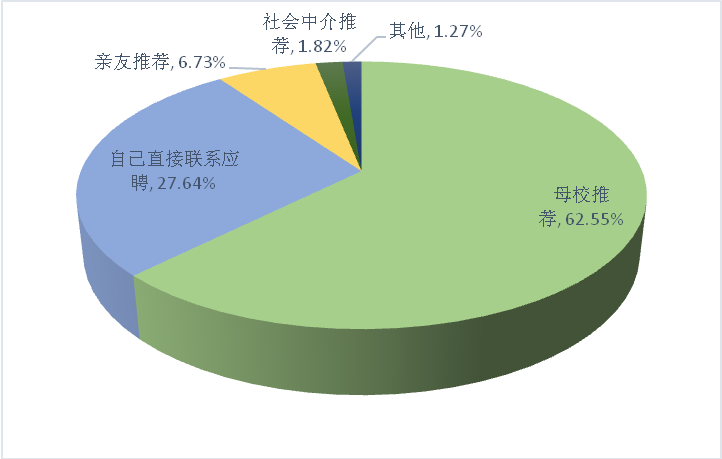 社会中介推
荐, 1.82%
其他, 1.27%
亲友推荐, 6.73%
自己直接联系应
聘, 27.64%
母校推
荐, 62.55%